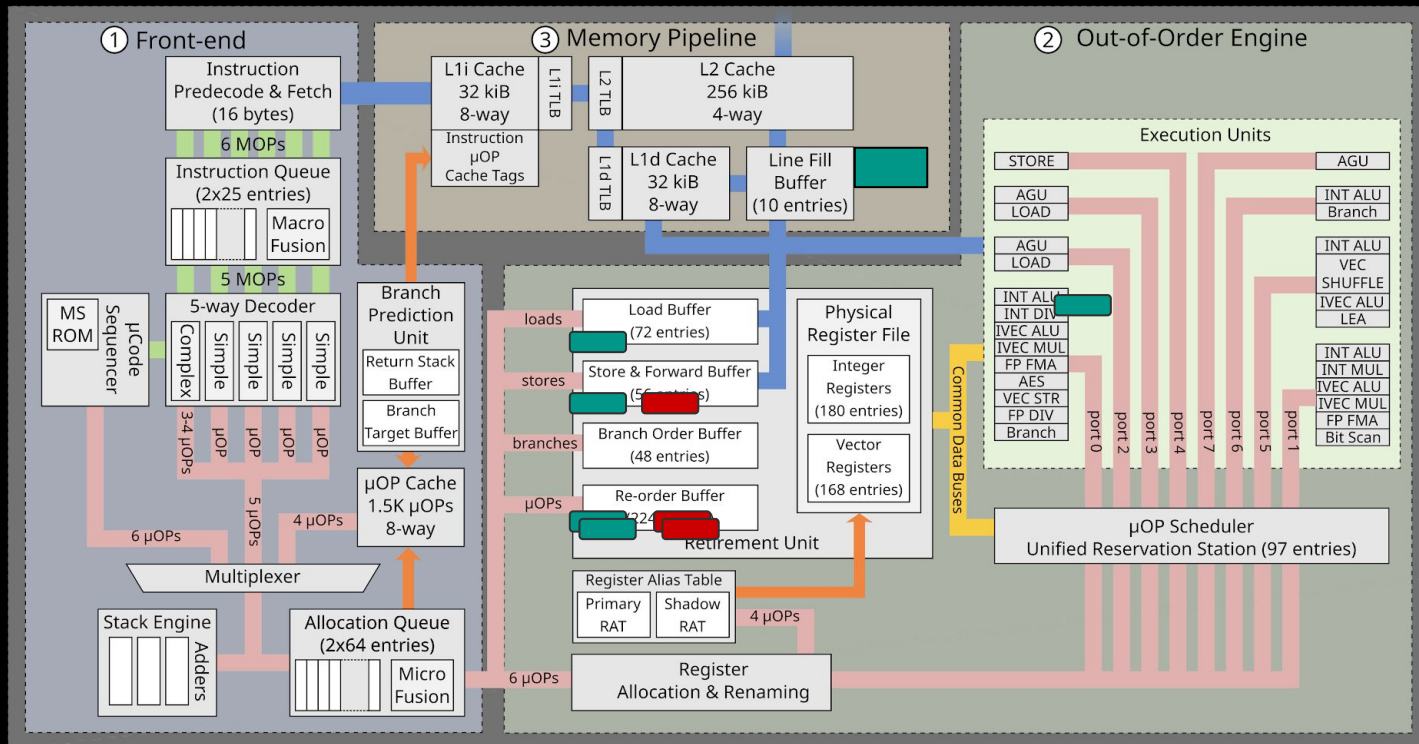 1 Front-end
Instruction
Predecode & Fetch
(16 bytes)
6 MOPs
Instruction Queue
(2x25 entries)
Macro
Fusion
5 MOPs
MS
ROM
µCode
Sequencer
5-way Decoder
Complex
Simple
Simple
Simple
Simple
3-4 µOPs
µOP
µOP
µOP
µOP
6 µOPs
5 µOPs
4 µOPs
Branch
Prediction
Unit
Return Stack
Buffer
Branch
Target Buffer
µOP Cache
1.5K µOPs
8-way
Multiplexer
Stack Engine
Adders
Allocation Queue
(2x64 entries)
Micro
Fusion
3 Memory Pipeline
L1i Cache
32 kiB
8-way
L1i TLB
Instruction
µOP
Cache Tags
L2 TLB
L2 Cache
256 kiB
4-way
L1d TLB
L1d Cache
32 kiB
8-way
Line Fill
Buffer
(10 entries)
2 Out-of-Order Engine
Execution Units
STORE
AGU
LOAD
AGU
LOAD
INT ALU
INT DIV
IVEC ALU
IVEC MUL
FP FMA
AES
VEC STR
FP DIV
Branch
AGU
INT ALU
Branch
INT ALU
VEC
SHUFFLE
IVEC ALU
LEA
INT ALU
INT MUL
IVEC ALU
IVEC MUL
FP FMA
Bit Scan
port 0
port 2
port 3
port 4
port 7
port 6
port 5
port 1
Common Data Buses
µOP Scheduler
Unified Reservation Station (97 entries)
loads
Load Buffer
(72 entries)
stores
Store & Forward Buffer
branches
Branch Order Buffer
(48 entries)
µOPs
Re-order Buffer
Retirement Unit
Physical
Register File
Integer
Registers
(180 entries)
Vector
Registers
(168 entries)
Register Alias Table
Primary
RAT
Shadow
RAT
4 µOPs
6 µOPs
Register
Allocation & Renaming